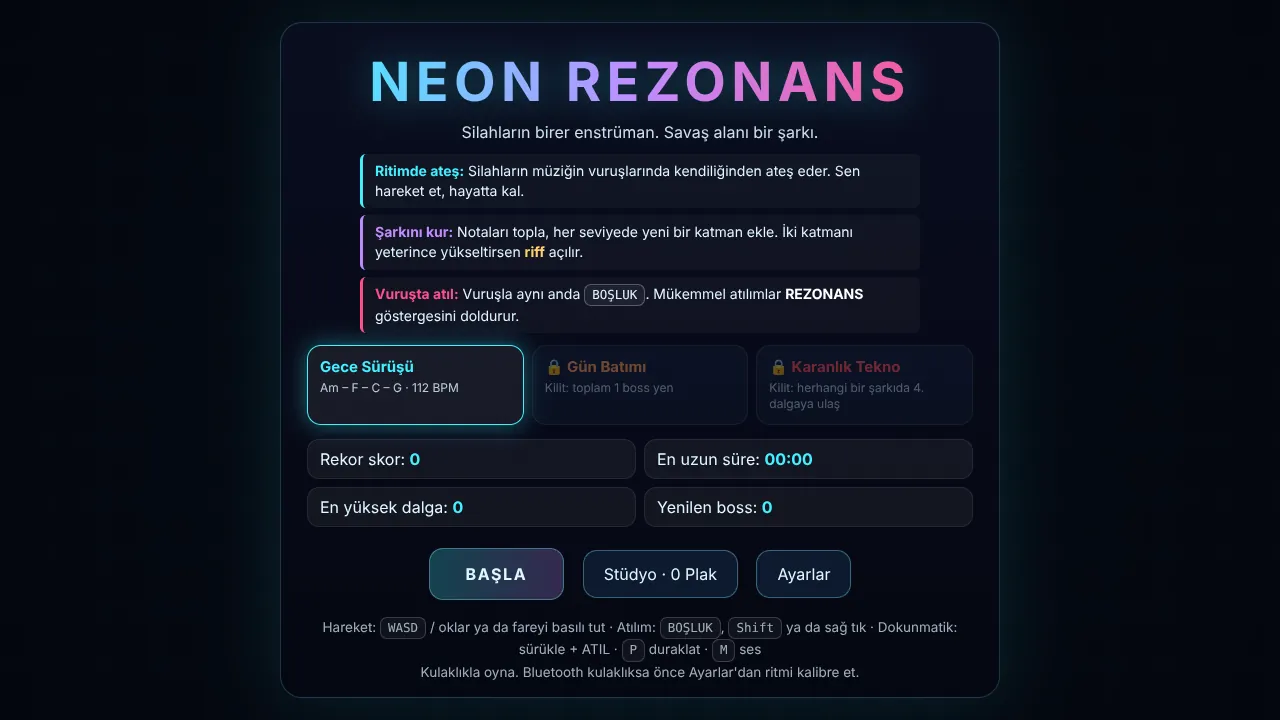 NEON REZONANS
Silahların birer enstrüman. Savaş alanı bir şarkı.
Ritimde ateş: Silahların müziğin vuruşlarında kendiliğinden ateş eder. Sen
hareket et, hayatta kal.
Şarkını kur: Notaları topla, her seviyede yeni bir katman ekle. İki katmanı
yeterince yükseltirsen riff açılır.
Vuruşta atıl: Vuruşla aynı anda BOŞLUK. Mükemmel atılımlar REZONANS
göstergesini doldurur.
Gece Sürüşü
Am – F – C – G · 112 BPM
🔒 Gün Batımı
Kilit: toplam 1 boss yen
🔒 Karanlık Tekno
Kilit: herhangi bir şarkıda 4.
dalgaya ulaş
Rekor skor: 0
En uzun süre: 00:00
En yüksek dalga: 0
Yenilen boss: 0
BAŞLA
Stüdyo · 0 Plak
Ayarlar
Hareket: WASD / oklar ya da fareyi basılı tut · Atılım: BOŞLUK, Shift ya da sağ tık · Dokunmatik:
sürükle + ATIL · P duraklat · M ses
Kulaklıkla oyna. Bluetooth kulaklıksa önce Ayarlar'dan ritmi kalibre et.